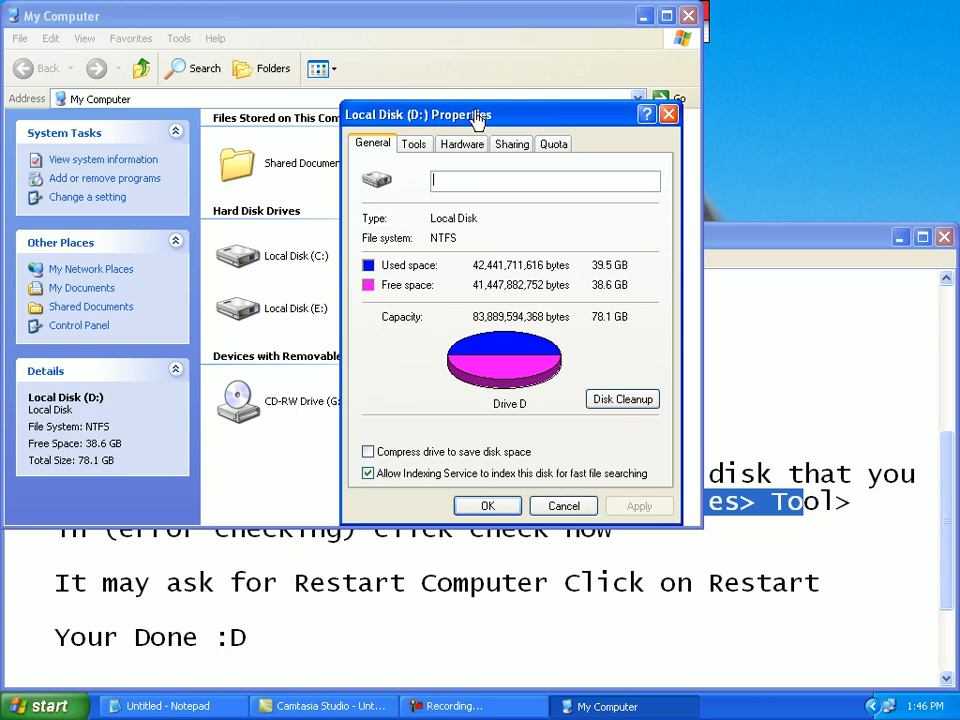 My Computer
File Edit View Favorites Tools Help
Back Search Folders
Address My Computer Go
System Tasks
View system information
Add or remove programs
Change a setting
Other Places
My Network Places
My Documents
Shared Documents
Control Panel
Details
Local Disk (D:)
Local Disk
File System: NTFS
Free Space: 38.6 GB
Total Size: 78.1 GB
Files Stored on This Com
Shared Documen
Hard Disk Drives
Local Disk (C:)
Local Disk (E:)
Devices with Removable
CD-RW Drive (G:
Local Disk (D:) Properties
General Tools Hardware Sharing Quota
Type: Local Disk
File system: NTFS
Used space: 42,441,711,616 bytes 39.5 GB
Free space: 41,447,882,752 bytes 38.6 GB
Capacity: 83,889,594,368 bytes 78.1 GB
Drive D
Disk Cleanup
Compress drive to save disk space
Allow Indexing Service to index this disk for fast file searching
OK Cancel Apply
disk that you
es> Tool>
in (error checking) click check now
It may ask for Restart Computer Click on Restart
Your Done :D
start Untitled - Notepad Camtasia Studio - Unt... Recording... My Computer 1:46 PM